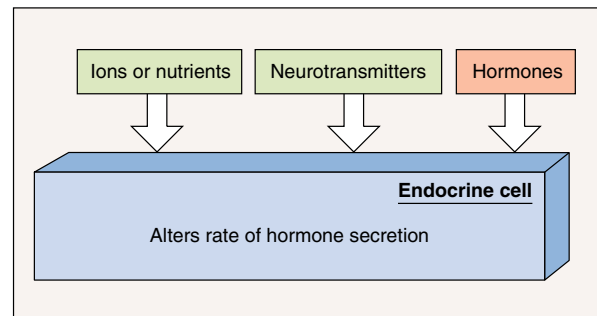 Ions or nutrients
Neurotransmitters
Hormones
Endocrine cell
Alters rate of hormone secretion